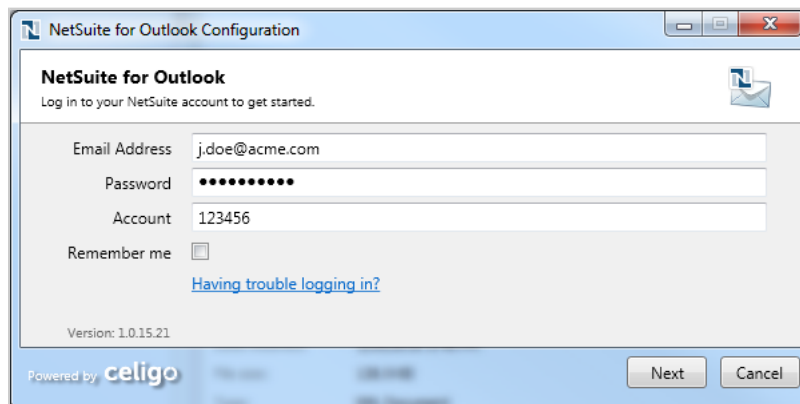 NetSuite for Outlook Configuration
NetSuite for Outlook
Log in to your NetSuite account to get started.
Email Address j.doe@acme.com
Password ••••••••••
Account 123456
Remember me
Having trouble logging in?
Version: 1.0.15.21
Powered by celigo Next Cancel